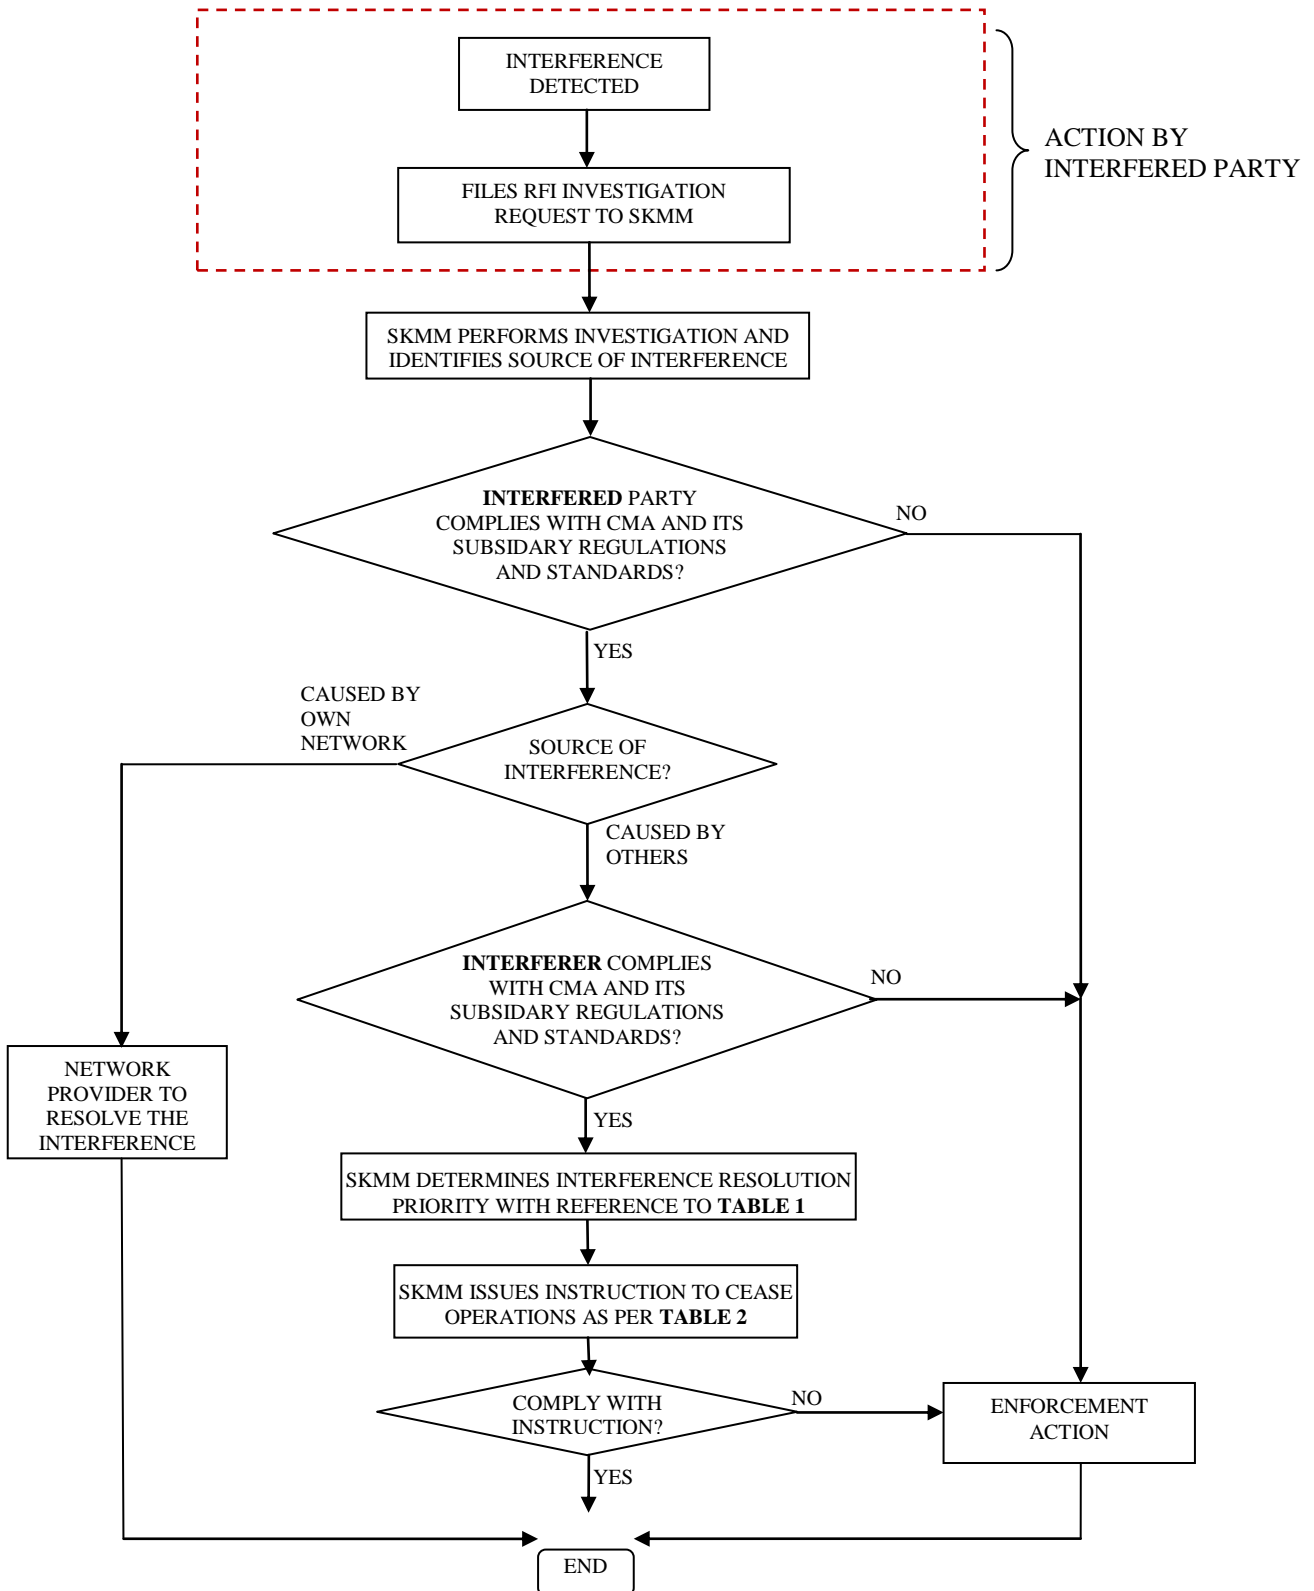 INTERFERENCE
DETECTED
ACTION BY
INTERFERED PARTY
FILES RFI INVESTIGATION
REQUEST TO SKMM
SKMM PERFORMS INVESTIGATION AND
IDENTIFIES SOURCE OF INTERFERENCE
INTERFERED PARTY
COMPLIES WITH CMA AND ITS
SUBSIDARY REGULATIONS
AND STANDARDS?
NO
YES
CAUSED BY
OWN
NETWORK
SOURCE OF
INTERFERENCE?
CAUSED BY
OTHERS
INTERFERER COMPLIES
WITH CMA AND ITS
SUBSIDARY REGULATIONS
AND STANDARDS?
NO
NETWORK
PROVIDER TO
RESOLVE THE
INTERFERENCE
YES
SKMM DETERMINES INTERFERENCE RESOLUTION
PRIORITY WITH REFERENCE TO TABLE 1
SKMM ISSUES INSTRUCTION TO CEASE
OPERATIONS AS PER TABLE 2
COMPLY WITH
INSTRUCTION?
NO
ENFORCEMENT
ACTION
YES
END